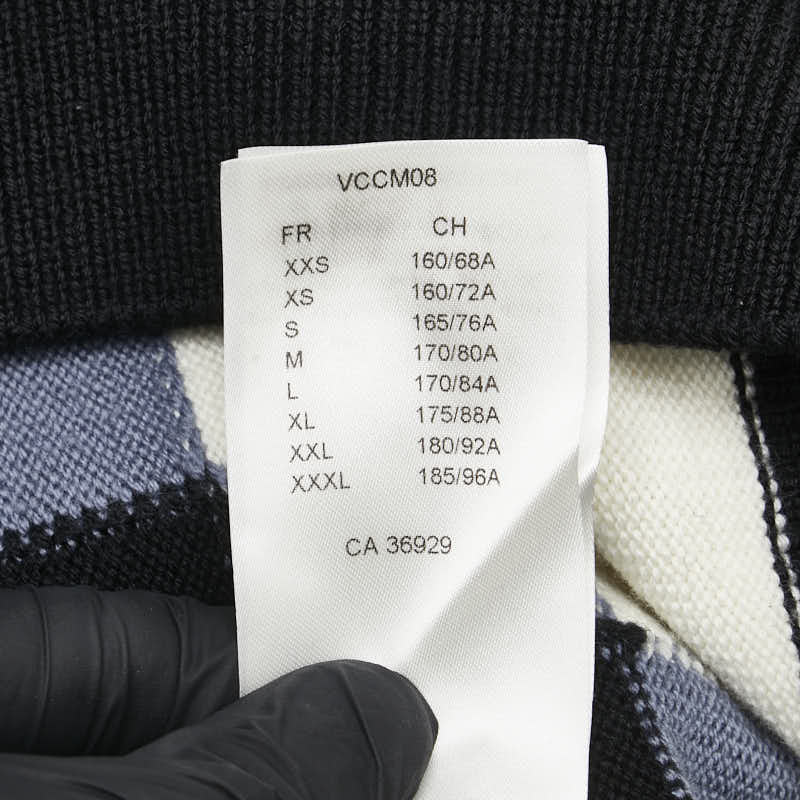 VCCM08
FR CH
XXS 160/68A
XS 160/72A
S 165/76A
M 170/80A
L 170/84A
XL 175/88A
XXL 180/92A
XXXL 185/96A
CA 36929